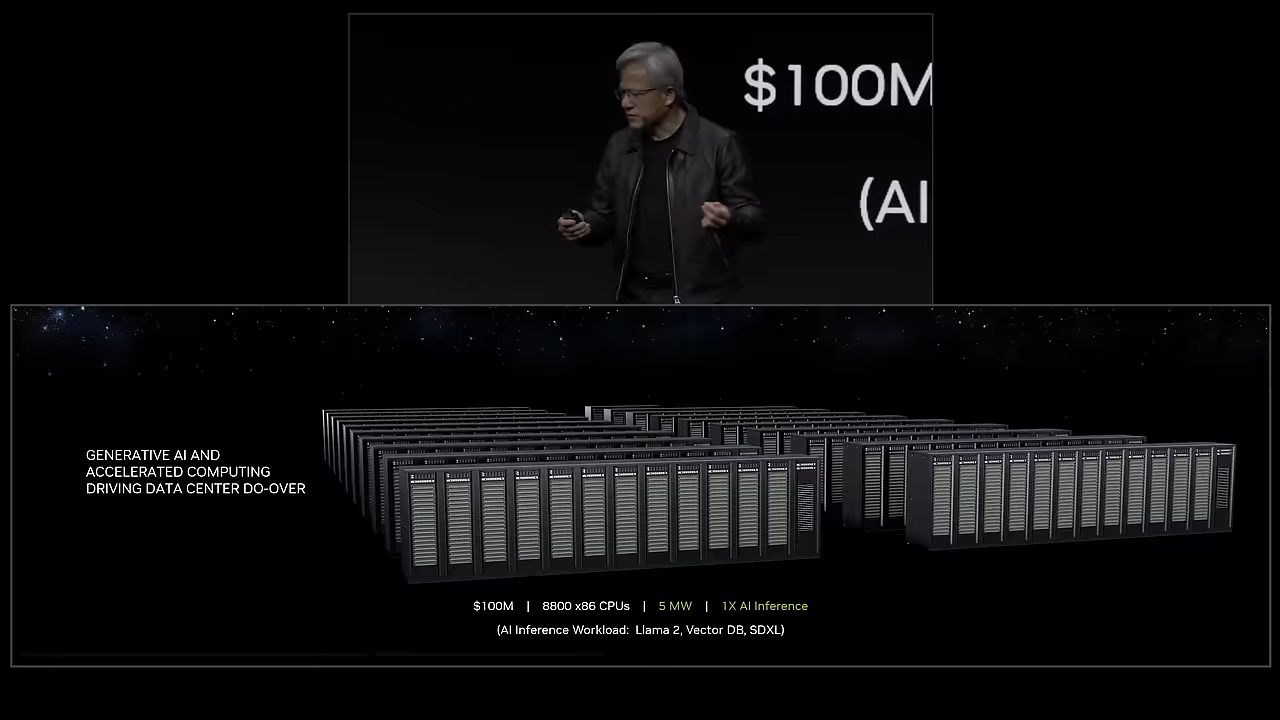 $100M
(AI
GENERATIVE AI AND
ACCELERATED COMPUTING
DRIVING DATA CENTER DO-OVER
$100M | 8800 x86 CPUs | 5 MW | 1X AI Inference
(AI Inference Workload: Llama 2, Vector DB, SDXL)